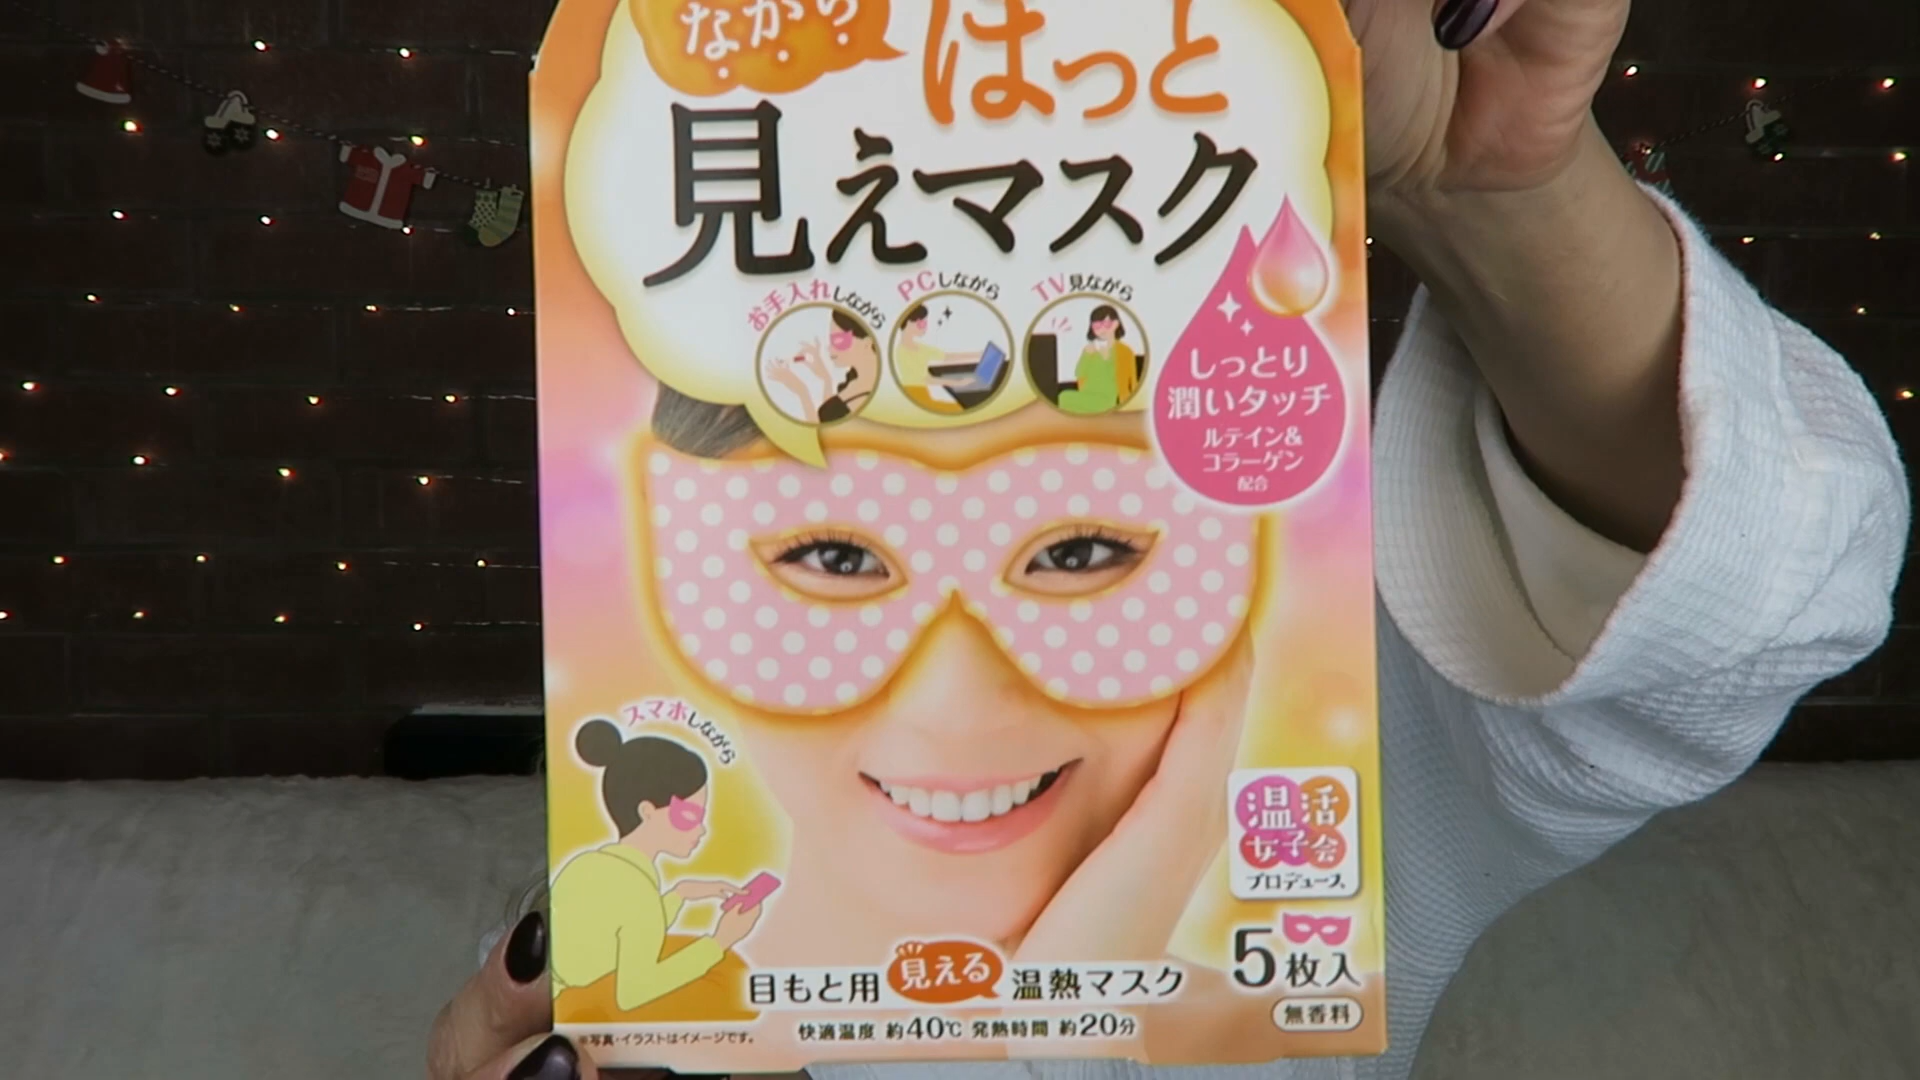 ながら
はっと
見えマスク
お手入れしながら
PCしながら
TV見ながら
しっとり
潤いタッチ
ルテイン&
コラーゲン
配合
スマホしながら
温活
女子会
プロデュース
5枚入
目もと用 見える 温熱マスク
無香料
快適温度 約40℃ 発熱時間 約20分
※写真・イラストはイメージです。